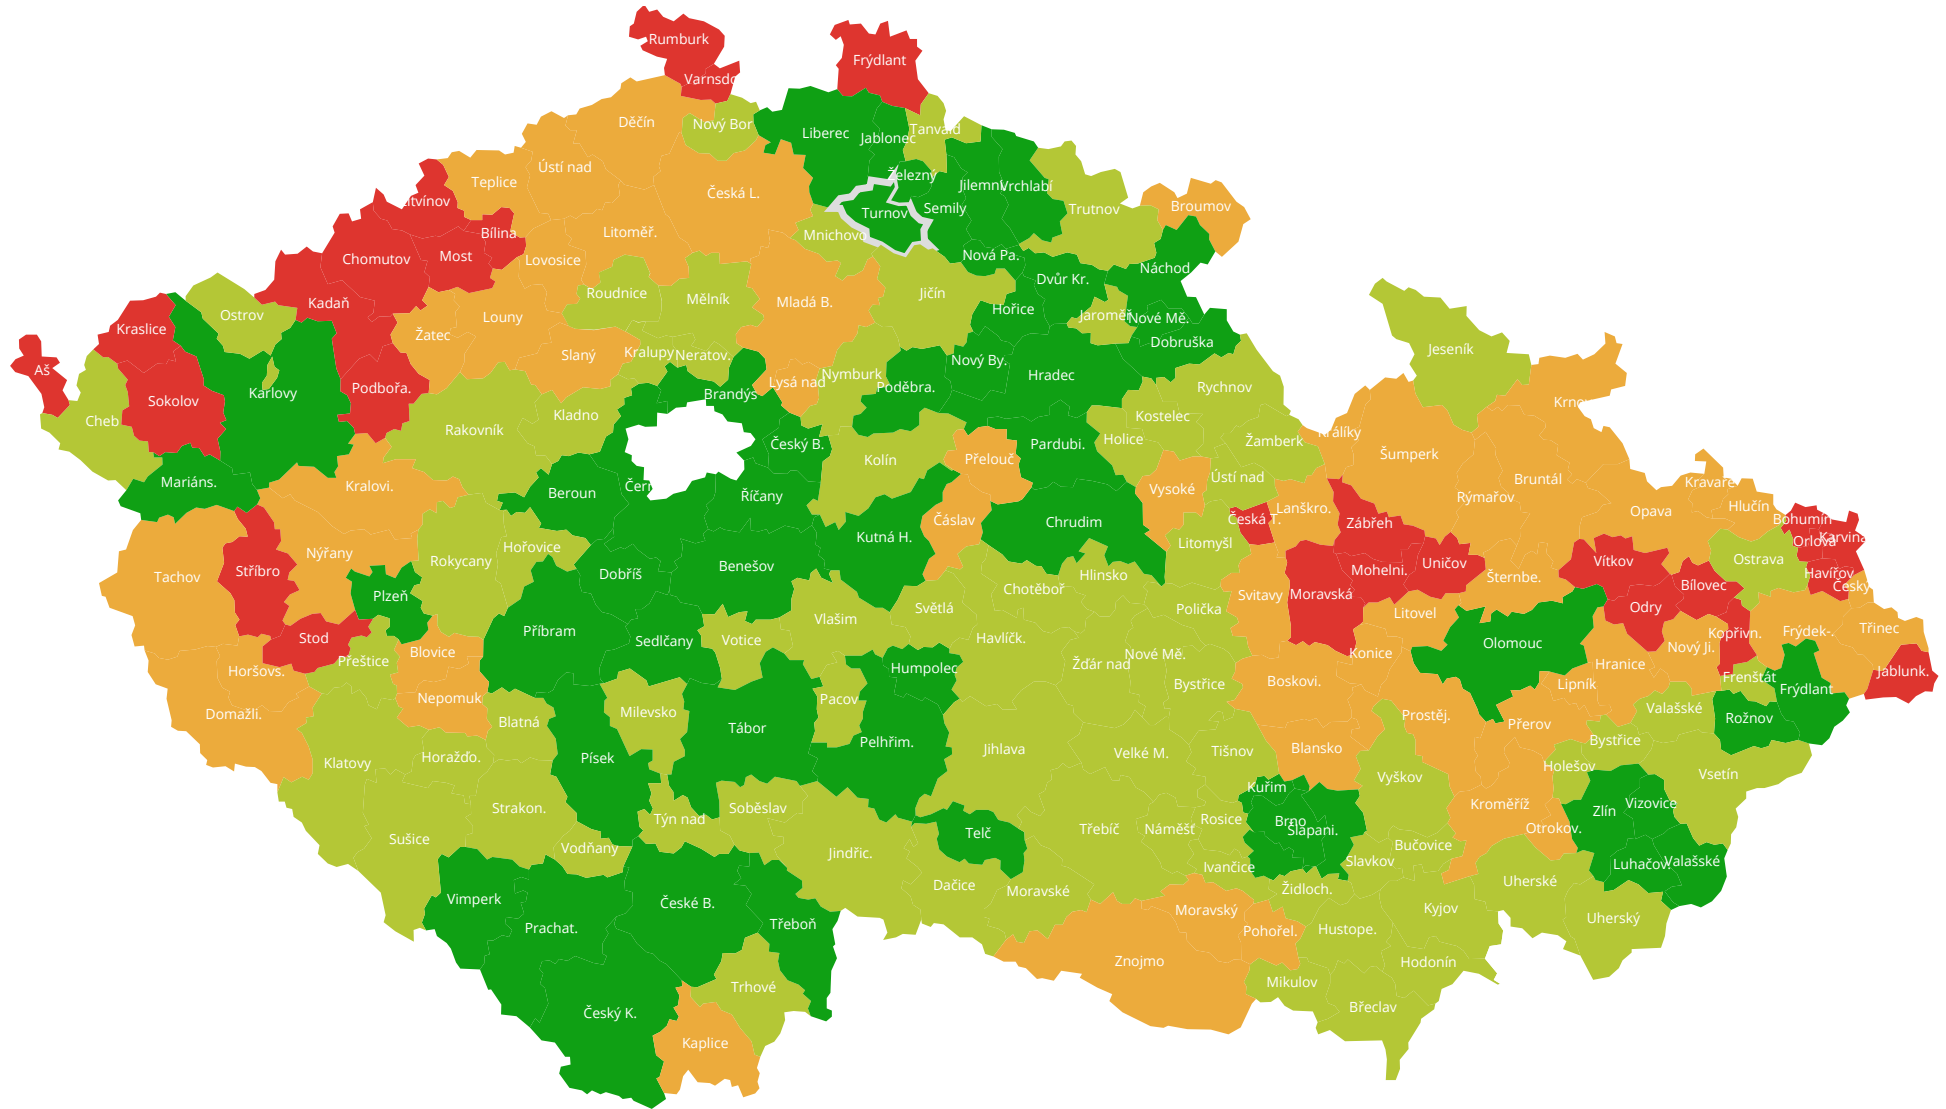 Rumburk
Frýdlant
Varnsdo
Děčín
Nový Bor
Tanvald
Liberec
Jablonec
Ústí nad
Teplice
Železný
Jilemni
Vrchlabí
Česká L.
itvínov
Semily
Trutnov
Broumov
Turnov
Bílina
Litoměř.
Mnichovo
Most
Chomutov
Lovosice
Nová Pa.
Náchod
Dvůr Kr.
Roudnice
Jičín
Mělník
Kadaň
Mladá B.
Hořice
Ostrov
Jaroměř
Louny
Nové Mě.
Kraslice
Žatec
Dobruška
Jeseník
Slaný
Kralupy
Neratov.
Nový By.
Aš
Nymburk
Hradec
Lysá nad
Podbořa.
Poděbra.
Rychnov
Karlovy
Brandýs
Sokolov
Krnov
Kladno
Kostelec
Cheb
Rakovník
Králíky
Holice
Žamberk
Český B.
Pardubi.
Šumperk
Kolín
Přelouč
Ústí nad
Bruntál
Mariáns.
Kralovi.
Kravaře
Beroun
Čern
Říčany
Vysoké
Rýmařov
Hlučín
Lanškro.
Opava
Čáslav
Chrudim
Česká T.
Zábřeh
Bohumín
Kutná H.
Litomyšl
Orlová
Karviná
Hořovice
Nýřany
Rokycany
Ostrava
Vítkov
Uničov
Benešov
Stříbro
Mohelni.
Havířov
Dobříš
Hlinsko
Tachov
Šternbe.
Bílovec
Český
Chotěboř
Plzeň
Svitavy
Moravská
Světlá
Polička
Odry
Litovel
Vlašim
Příbram
Třinec
Kopřivn.
Frýdek-.
Stod
Havlíčk.
Votice
Sedlčany
Olomouc
Nový Ji.
Blovice
Konice
Nové Mě.
Přeštice
Žďár nad
Hranice
Humpolec
Horšovs.
Jablunk.
Frenštát
Boskovi.
Bystřice
Lipník
Frýdlant
Nepomuk
Pacov
Valašské
Milevsko
Domažli.
Prostěj.
Rožnov
Blatná
Přerov
Tábor
Pelhřim.
Bystřice
Jihlava
Blansko
Tišnov
Velké M.
Horažďo.
Písek
Klatovy
Holešov
Vsetín
Vyškov
Kuřim
Strakon.
Soběslav
Kroměříž
Vizovice
Zlín
Týn nad
Rosice
Brno
Třebíč
Náměšť
Šlapani.
Otrokov.
Telč
Sušice
Bučovice
Vodňany
Jindřic.
Slavkov
Valašské
Luhačov.
Ivančice
Uherské
Dačice
Židloch.
Moravské
Vimperk
České B.
Kyjov
Moravský
Uherský
Třeboň
Prachat.
Hustope.
Pohořel.
Znojmo
Hodonín
Mikulov
Trhové
Břeclav
Český K.
Kaplice